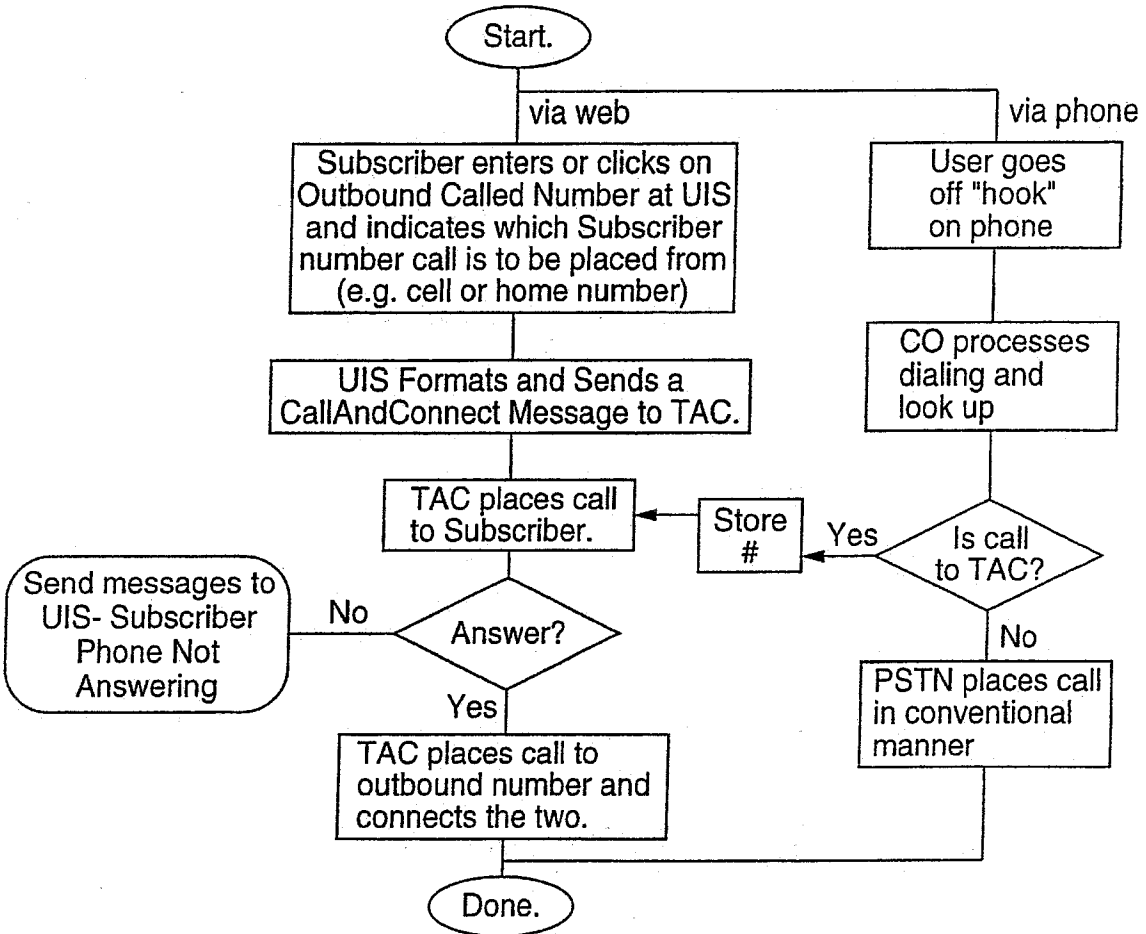 Start.
via web
via phone
Subscriber enters or clicks on
Outbound Called Number at UIS
and indicates which Subscriber
number call is to be placed from
(e.g. cell or home number)
User goes
off "hook"
on phone
UIS Formats and Sends a
CallAndConnect Message to TAC.
CO processes
dialing and
look up
TAC places call
to Subscriber.
Store
#
Yes
Is call
to TAC?
Send messages to
UIS- Subscriber
Phone Not
Answering
No
Answer?
No
Yes
PSTN places call
in conventional
manner
TAC places call to
outbound number and
connects the two.
Done.